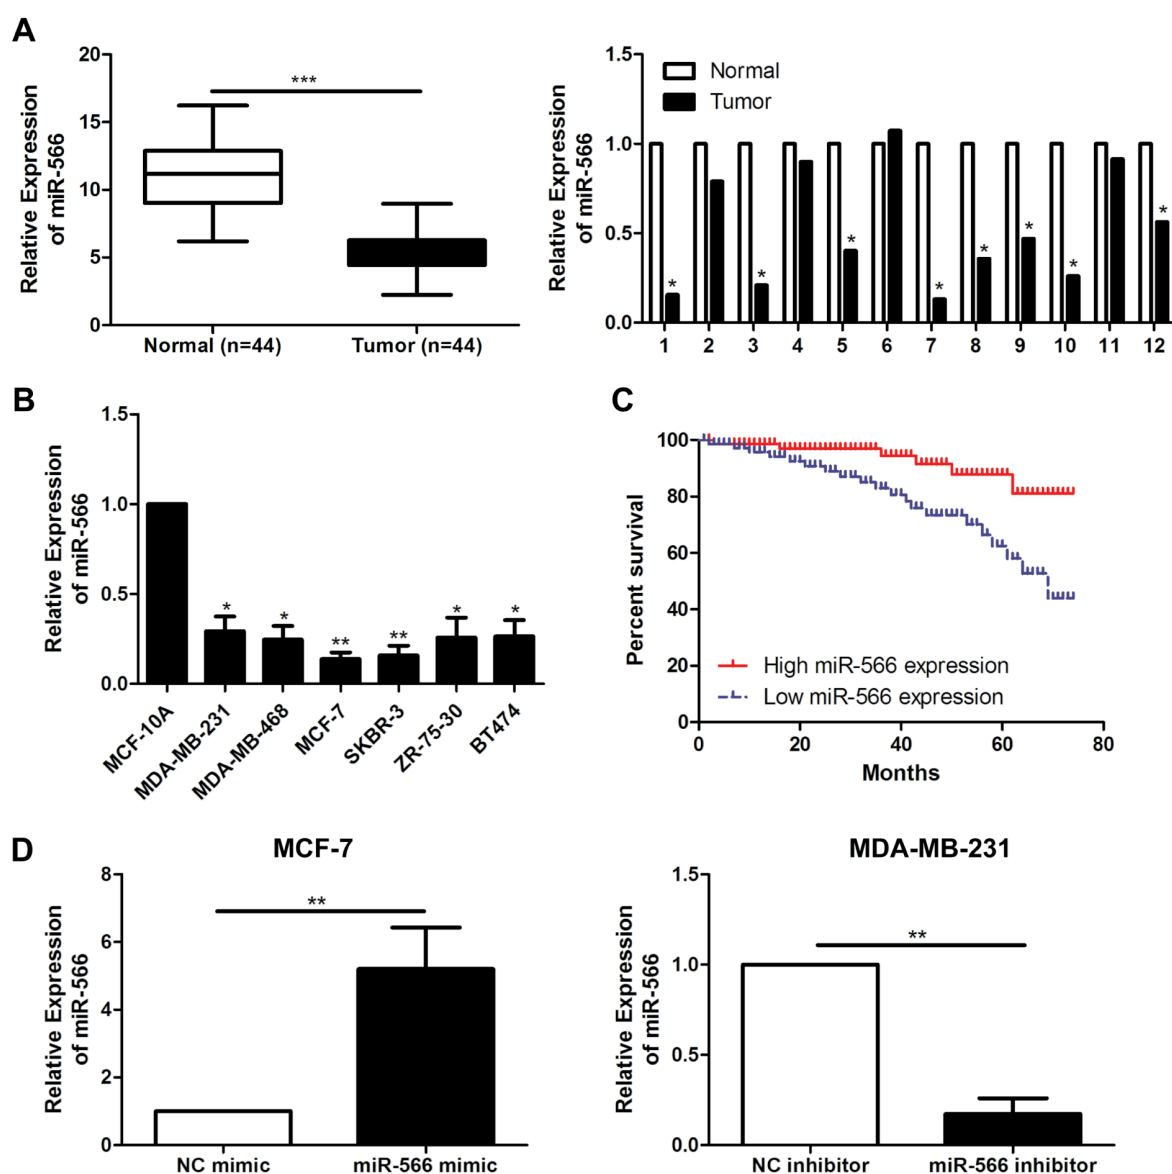 A
Relative Expression
of miR-566
20
15
10
5
0
***
Normal (n=44)
Tumor (n=44)
Relative Expression
of miR-566
1.5
1.0
0.5
0.0
Normal
Tumor
*
*
*
*
*
*
*
*
1 2 3 4 5 6 7 8 9 10 11 12
B
Relative Expression
of miR-566
1.5
1.0
0.5
0.0
* * ** ** * *
MCF-10A
MDA-MB-231
MDA-MB-468
MCF-7
SKBR-3
ZR-75-30
BT474
C
Percent survival
100
80
60
40
20
0
High miR-566 expression
Low miR-566 expression
0 20 40 60 80
Months
D
MCF-7
Relative Expression
of miR-566
8
6
4
2
0
**
NC mimic
miR-566 mimic
MDA-MB-231
Relative Expression
of miR-566
1.5
1.0
0.5
0.0
**
NC inhibitor
miR-566 inhibitor